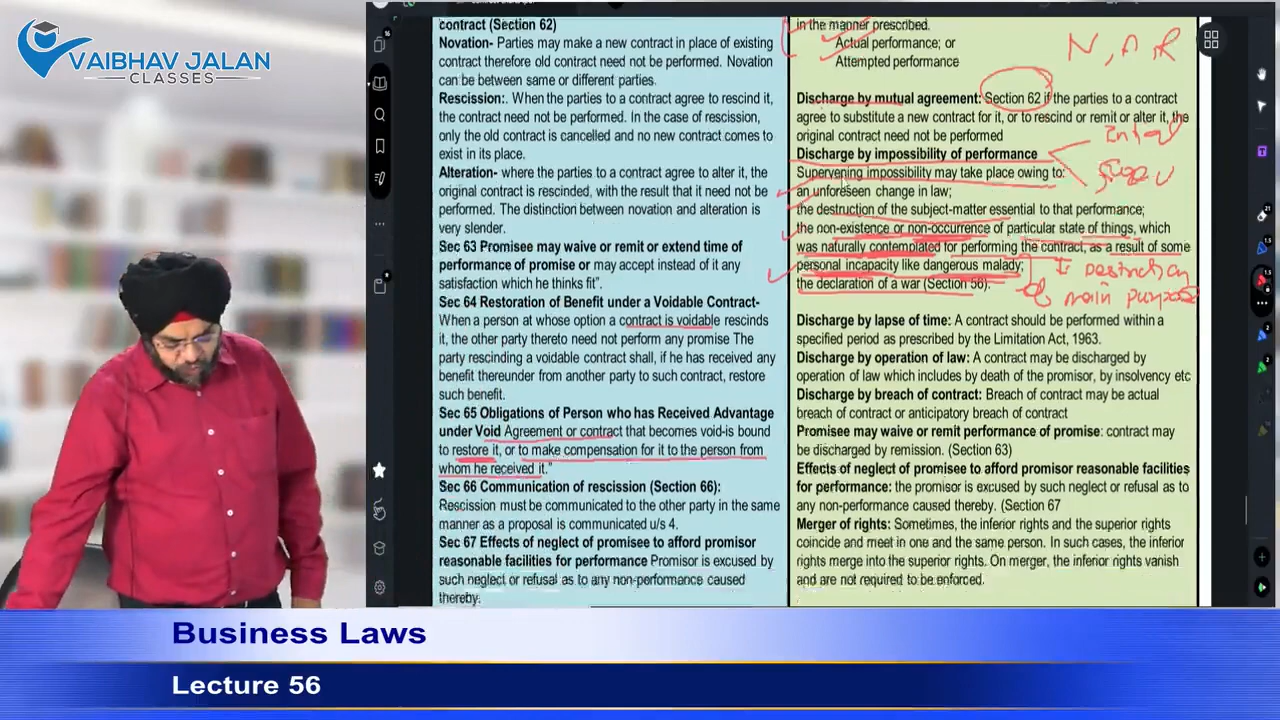 VAIBHAV JALAN
CLASSES
contract (Section 62)
Novation- Parties may make a new contract in place of existing
contract therefore old contract need not be performed. Novation
can be between same or different parties.
Rescission:. When the parties to a contract agree to rescind it,
the contract need not be performed. In the case of rescission,
only the old contract is cancelled and no new contract comes to
exist in its place.
Alteration- where the parties to a contract agree to alter it, the
original contract is rescinded, with the result that it need not be
performed. The distinction between novation and alteration is
very slender.
Sec 63 Promisee may waive or remit or extend time of
performance of promise or may accept instead of it any
satisfaction which he thinks fit”.
Sec 64 Restoration of Benefit under a Voidable Contract-
When a person at whose option a contract is voidable rescinds
it, the other party thereto need not perform any promise The
party rescinding a voidable contract shall, if he has received any
benefit thereunder from another party to such contract, restore
such benefit.
Sec 65 Obligations of Person who has Received Advantage
under Void Agreement or contract that becomes void-is bound
to restore it, or to make compensation for it to the person from
whom he received it.”
Sec 66 Communication of rescission (Section 66):
Rescission must be communicated to the other party in the same
manner as a proposal is communicated u/s 4.
Sec 67 Effects of neglect of promisee to afford promisor
reasonable facilities for performance Promisor is excused by
such neglect or refusal as to any non-performance caused
thereby.
in the manner prescribed.
Actual performance; or
Attempted performance
N, A, R
Discharge by mutual agreement: Section 62 if the parties to a contract
agree to substitute a new contract for it, or to rescind or remit or alter it, the
original contract need not be performed
Discharge by impossibility of performance
Supervening impossibility may take place owing to:
an unforeseen change in law;
the destruction of the subject-matter essential to that performance;
the non-existence or non-occurrence of particular state of things, which
was naturally contemplated for performing the contract, as a result of some
personal incapacity like dangerous malady;
the declaration of a war (Section 56).
Destruction
of main purpose
Discharge by lapse of time: A contract should be performed within a
specified period as prescribed by the Limitation Act, 1963.
Discharge by operation of law: A contract may be discharged by
operation of law which includes by death of the promisor, by insolvency etc
Discharge by breach of contract: Breach of contract may be actual
breach of contract or anticipatory breach of contract
Promisee may waive or remit performance of promise: contract may
be discharged by remission. (Section 63)
Effects of neglect of promisee to afford promisor reasonable facilities
for performance: the promisor is excused by such neglect or refusal as to
any non-performance caused thereby. (Section 67
Merger of rights: Sometimes, the inferior rights and the superior rights
coincide and meet in one and the same person. In such cases, the inferior
rights merge into the superior rights. On merger, the inferior rights vanish
and are not required to be enforced.
Business Laws
Lecture 56